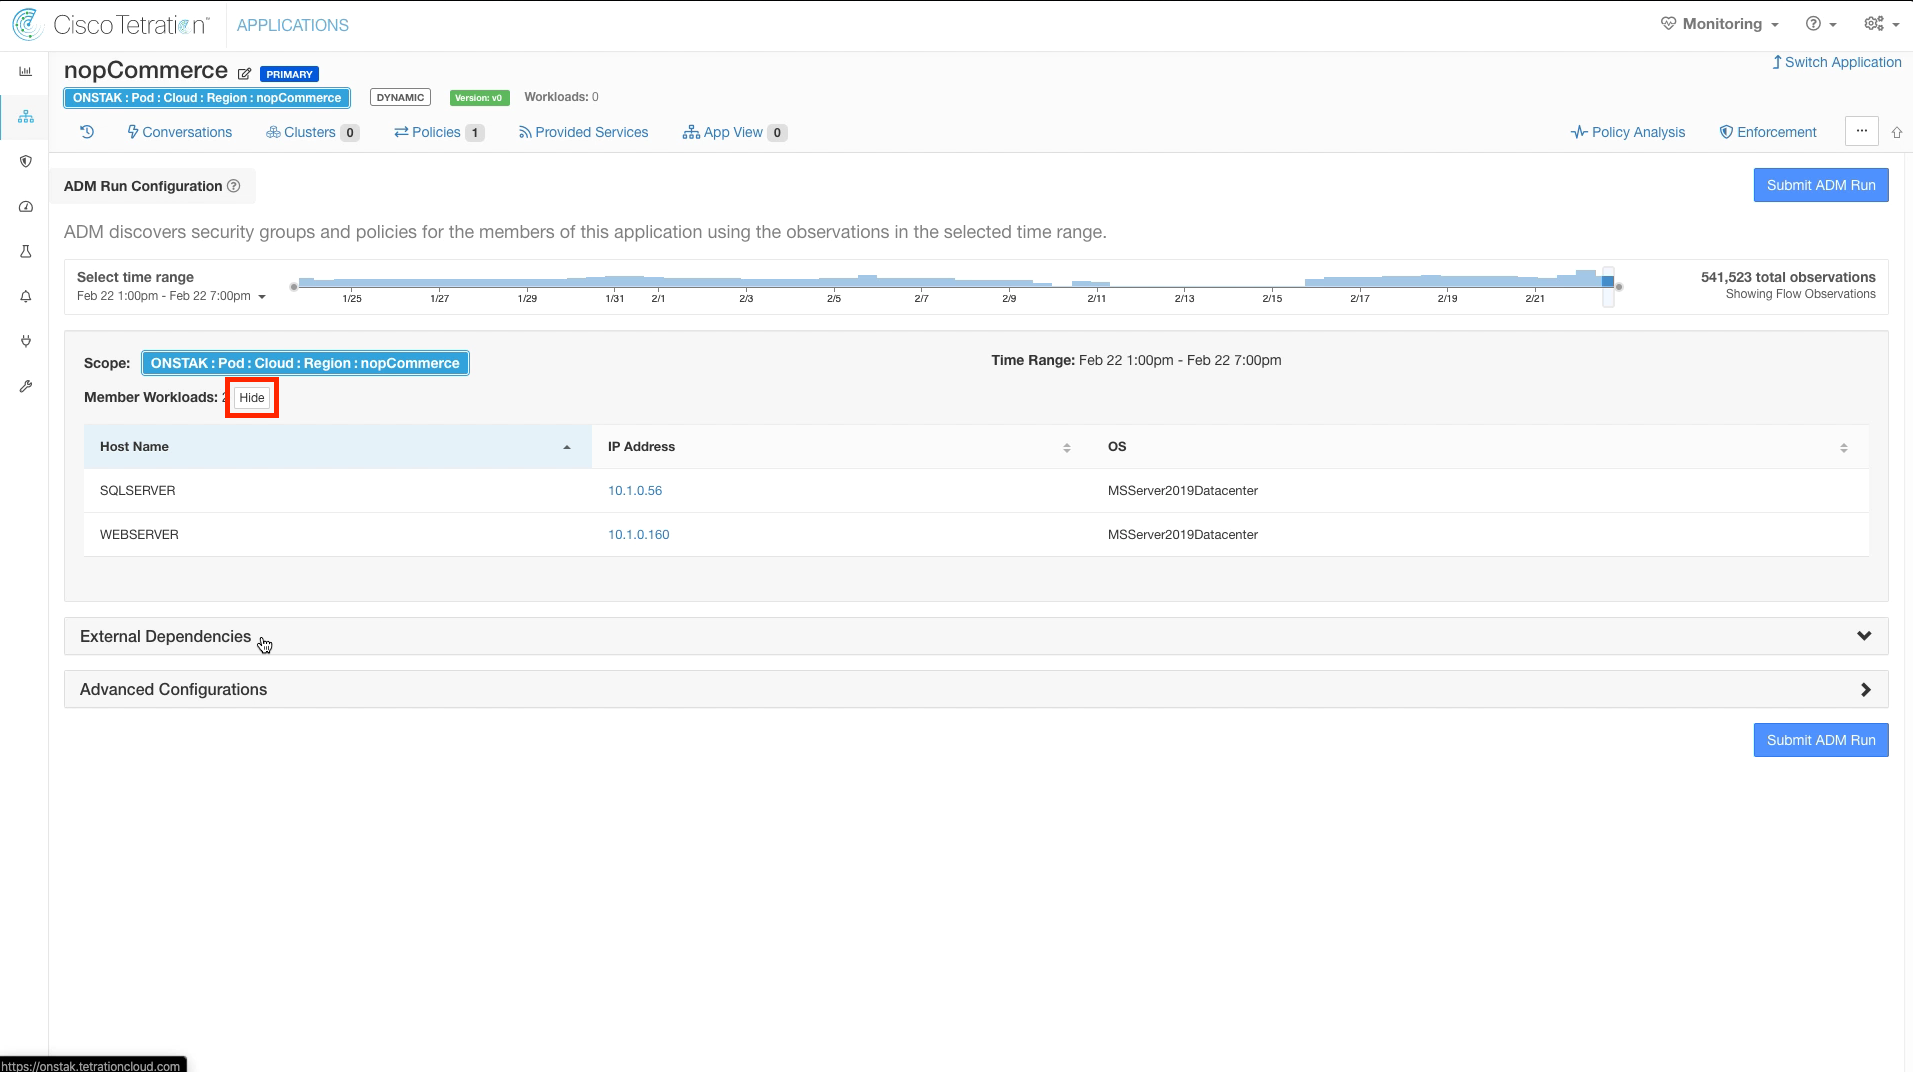 Cisco Tetration™ APPLICATIONS Monitoring
nopCommerce PRIMARY Switch Application
ONSTAK : Pod : Cloud : Region : nopCommerce DYNAMIC Version: v0 Workloads: 0
Conversations Clusters 0 Policies 1 Provided Services App View 0 Policy Analysis Enforcement ...
ADM Run Configuration ? Submit ADM Run
ADM discovers security groups and policies for the members of this application using the observations in the selected time range.
Select time range 541,523 total observations
Feb 22 1:00pm - Feb 22 7:00pm Showing Flow Observations
1/25 1/27 1/29 1/31 2/1 2/3 2/5 2/7 2/9 2/11 2/13 2/15 2/17 2/19 2/21
Scope: ONSTAK : Pod : Cloud : Region : nopCommerce Time Range: Feb 22 1:00pm - Feb 22 7:00pm
Member Workloads: Hide
Host Name IP Address OS
SQLSERVER 10.1.0.56 MSServer2019Datacenter
WEBSERVER 10.1.0.160 MSServer2019Datacenter
External Dependencies
Advanced Configurations
Submit ADM Run
https://onstak.tetrationcloud.com